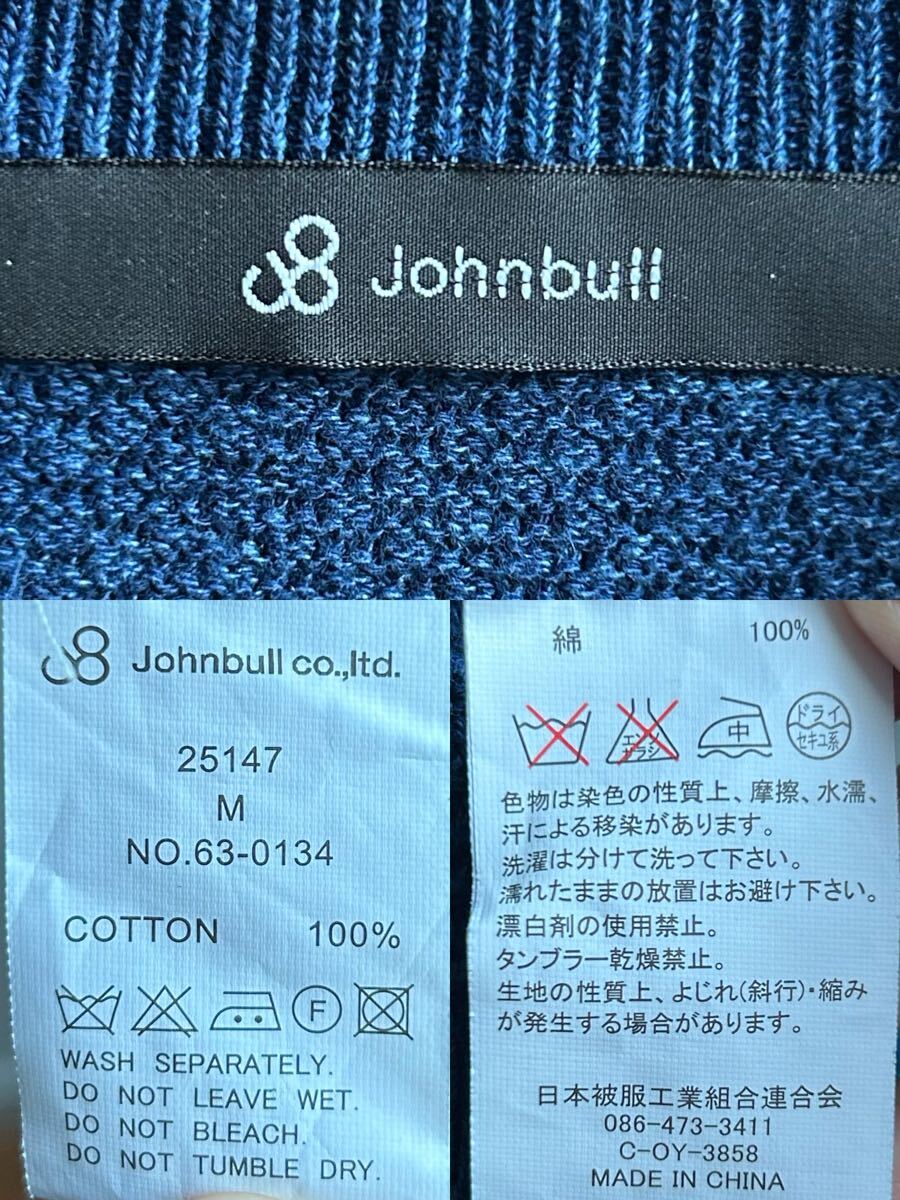 Johnbull
Johnbull co.,ltd.
25147
M
NO.63-0134
COTTON 100%
F
WASH SEPARATELY.
DO NOT LEAVE WET.
DO NOT BLEACH.
DO NOT TUMBLE DRY.
綿 100%
エンソ
サラシ
中
ドライ
セキユ系
色物は染色の性質上、摩擦、水濡、
汗による移染があります。
洗濯は分けて洗って下さい。
濡れたままの放置はお避け下さい。
漂白剤の使用禁止。
タンブラー乾燥禁止。
生地の性質上、よじれ(斜行)・縮み
が発生する場合があります。
日本被服工業組合連合会
086-473-3411
C-OY-3858
MADE IN CHINA